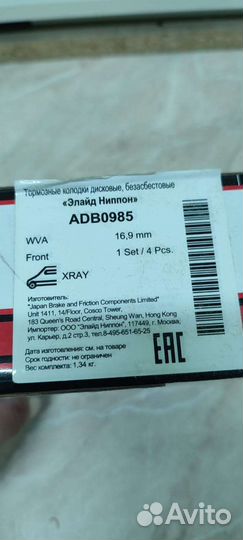 Тормозные колодки дисковые, безасбестовые
«Элайд Ниппон»
ADB0985
WVA 16,9 mm
Front 1 Set / 4 Pcs.
XRAY
Изготовитель:
"Japan Brake and Friction Components Limited"
Unit 1411, 14/Floor, Cosco Tower,
183 Queen's Road Central, Sheung Wan, Hong Kong
Импортер: ООО "Элайд Ниппон", 117449, г. Москва,
ул. Карьер, д.2 стр.3, тел.8-495-651-65-25
Дата изготовления: см. на товаре
Срок годности: не ограничен
Вес комплекта: 1,34 кг.
EAC
Avito